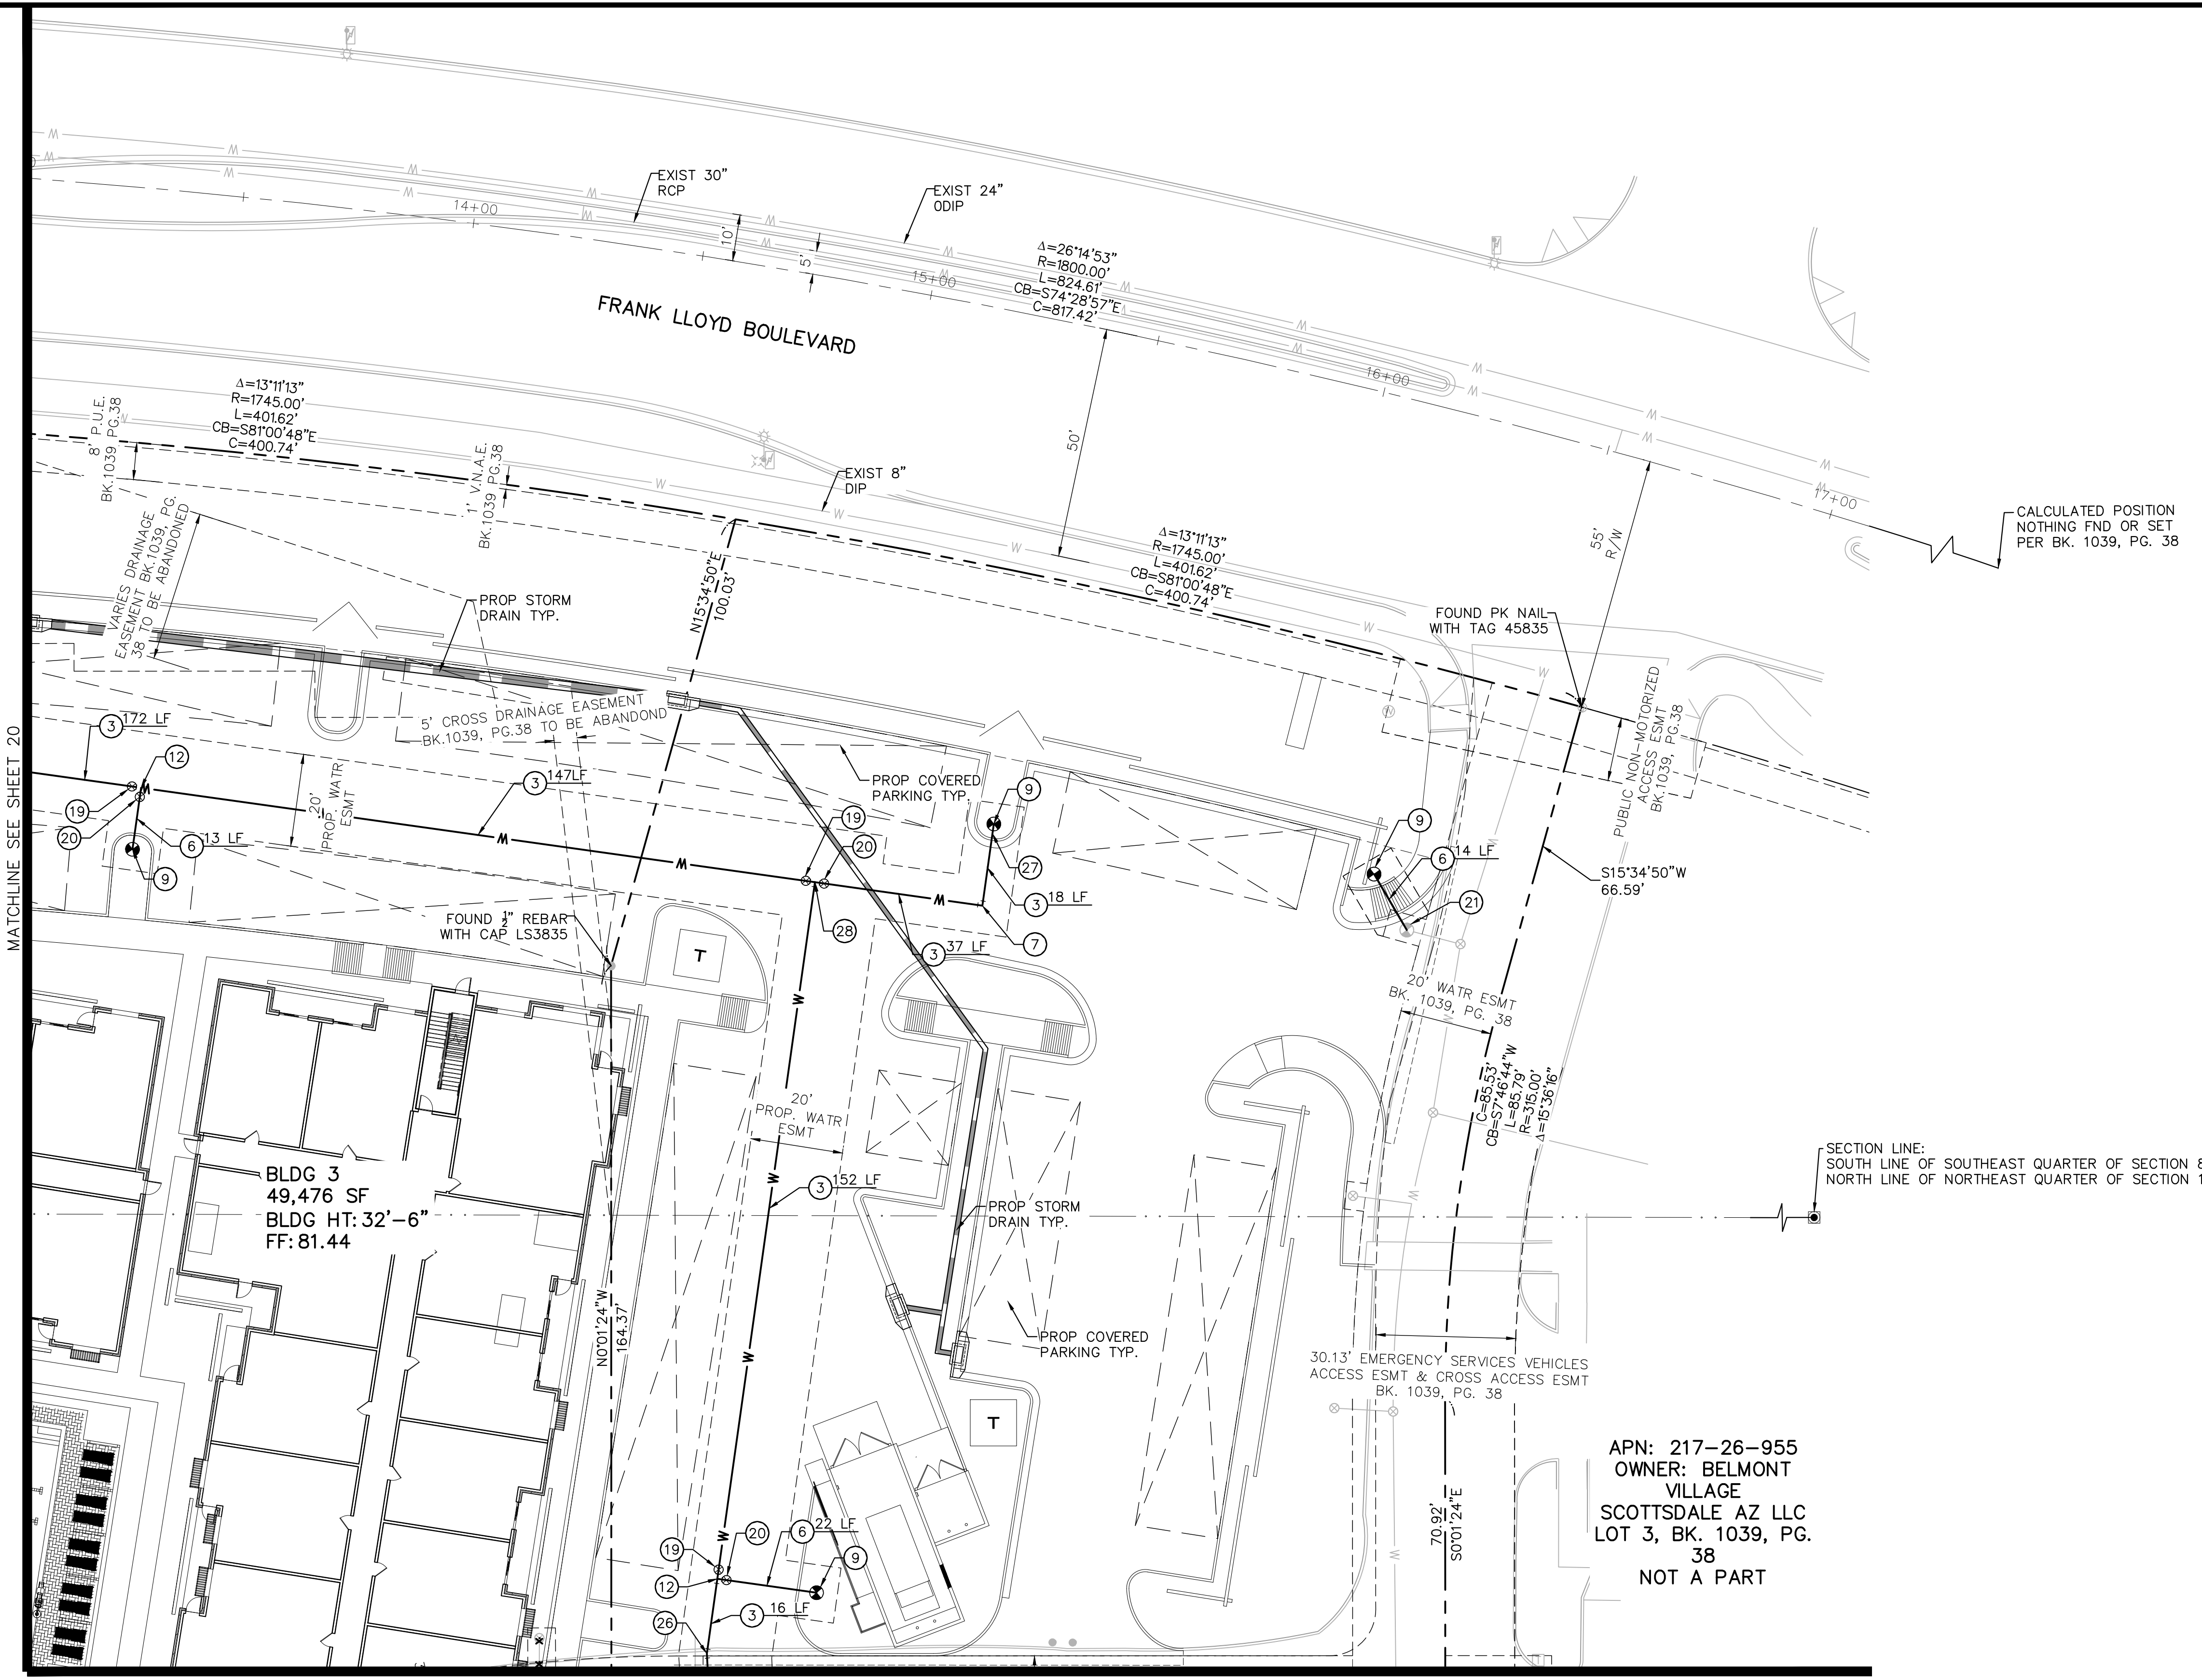 EXIST 30"
RCP
EXIST 24"
ODIP
14+00
10'
5'
15+00
Δ=26°14'53"
R=1800.00'
L=824.61'
CB=S74°28'57"E
C=817.42'
FRANK LLOYD BOULEVARD
16+00
17+00
50'
55'
R/W
CALCULATED POSITION
NOTHING FND OR SET
PER BK. 1039, PG. 38
8' P.U.E.
BK.1039 PG.38
Δ=13°11'13"
R=1745.00'
L=401.62'
CB=S81°00'48"E
C=400.74'
1' V.N.A.E.
BK.1039 PG.38
EXIST 8"
DIP
W
Δ=13°11'13"
R=1745.00'
L=401.62'
CB=S81°00'48"E
C=400.74'
VARIES DRAINAGE
EASEMENT BK.1039, PG.
38 TO BE ABANDONED
PROP STORM
DRAIN TYP.
N15°34'50"E
100.03'
FOUND PK NAIL
WITH TAG 45835
PUBLIC NON-MOTORIZED
ACCESS ESMT
BK.1039, PG.38
5' CROSS DRAINAGE EASEMENT
BK.1039, PG.38 TO BE ABANDOND
MATCHLINE SEE SHEET 20
3 172 LF
12
19
20
6 13 LF
9
20'
PROP. WATR
ESMT
3 147LF
W
PROP COVERED
PARKING TYP.
19
20
28
9
27
3 18 LF
7
3 37 LF
9
6 14 LF
21
S15°34'50"W
66.59'
FOUND ½" REBAR
WITH CAP LS3835
T
20' WATR ESMT
BK. 1039, PG. 38
C=85.53'
CB=S7°46'44"W
L=85.79'
R=315.00'
Δ=15°36'16"
20'
PROP. WATR
ESMT
3 152 LF
BLDG 3
49,476 SF
BLDG HT: 32'-6"
FF: 81.44
PROP STORM
DRAIN TYP.
SECTION LINE:
SOUTH LINE OF SOUTHEAST QUARTER OF SECTION 8
NORTH LINE OF NORTHEAST QUARTER OF SECTION 1
N0°01'24"W
164.37'
PROP COVERED
PARKING TYP.
30.13' EMERGENCY SERVICES VEHICLES
ACCESS ESMT & CROSS ACCESS ESMT
BK. 1039, PG. 38
T
70.92'
S0°01'24"E
APN: 217-26-955
OWNER: BELMONT
VILLAGE
SCOTTSDALE AZ LLC
LOT 3, BK. 1039, PG.
38
NOT A PART
19
20
6 22 LF
9
12
3 16 LF
26